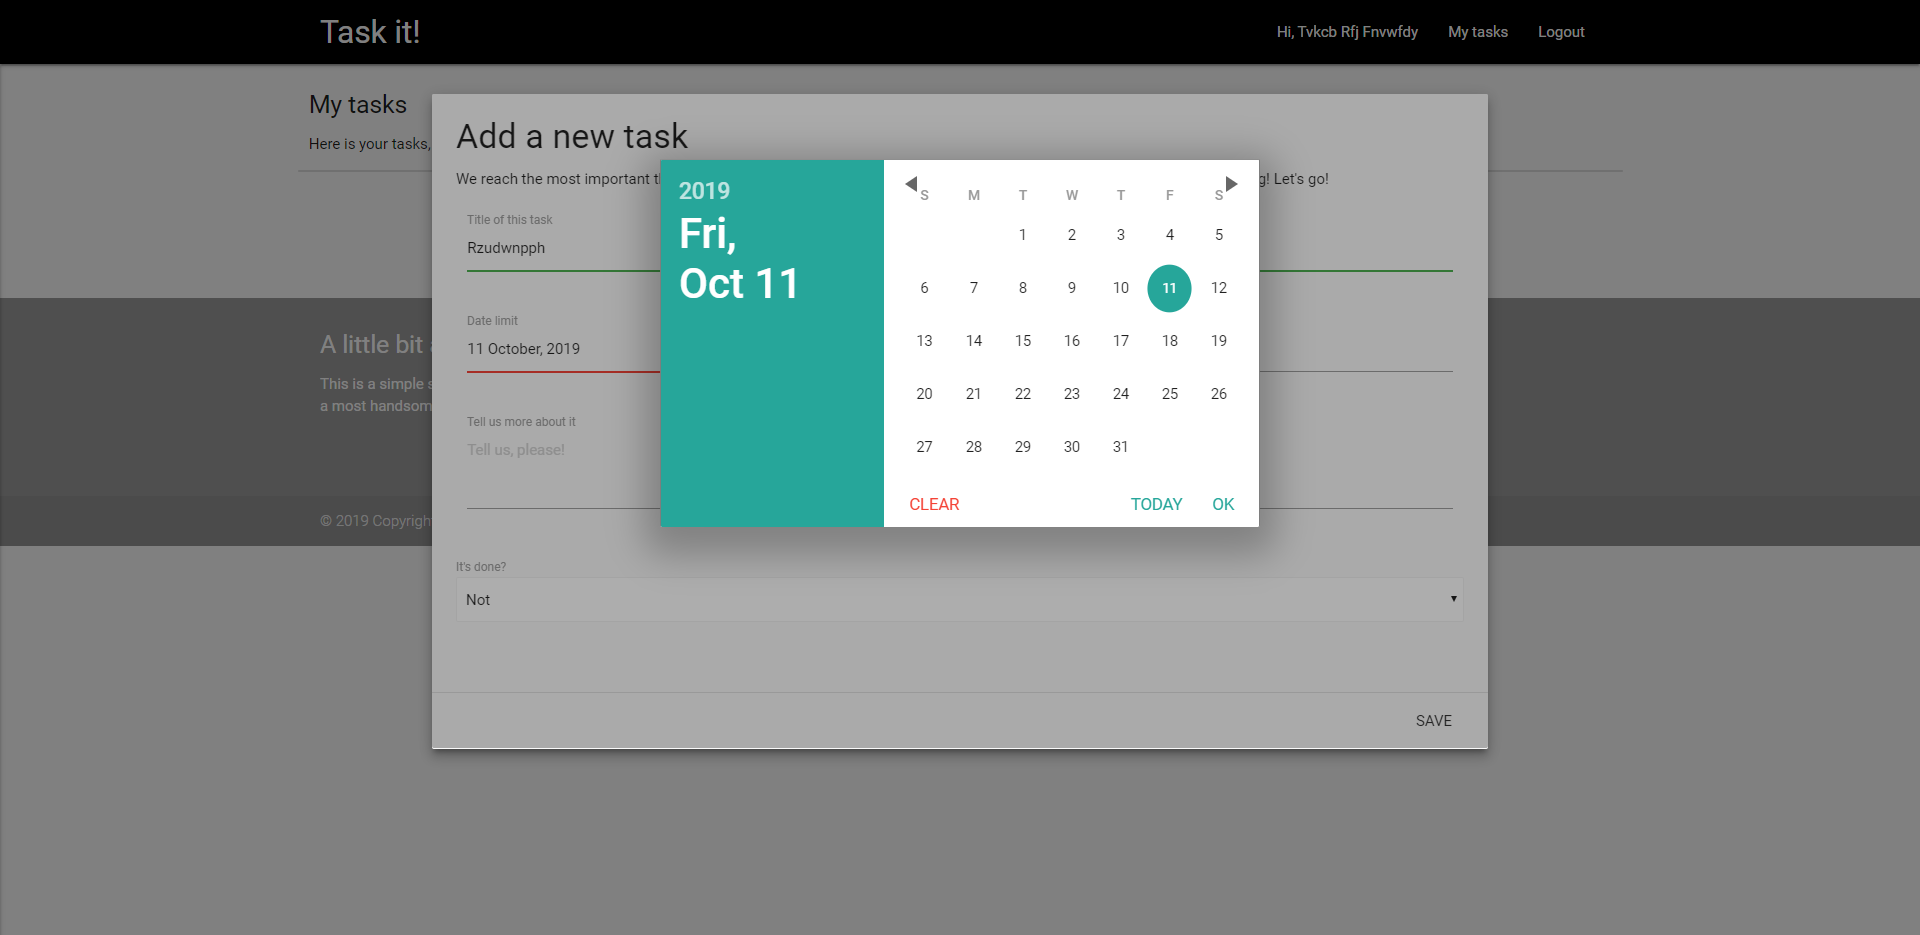 Task it!
Hi, Tvkcb Rfj Fnvwfdy My tasks Logout
My tasks
Here is your tasks,
Add a new task
We reach the most important g! Let's go!
Title of this task
Rzudwnpph
Date limit
11 October, 2019
Tell us more about it
Tell us, please!
It's done?
Not
SAVE
2019
Fri,
Oct 11
S M T W T F S
1 2 3 4 5
6 7 8 9 10 11 12
13 14 15 16 17 18 19
20 21 22 23 24 25 26
27 28 29 30 31
CLEAR TODAY OK
A little bit
This is a simple
a most handsom
© 2019 Copyrigh